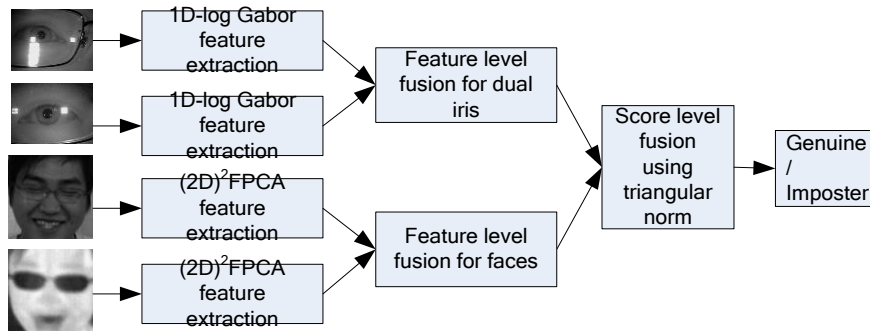 1D-log Gabor
feature
extraction
1D-log Gabor
feature
extraction
(2D)²FPCA
feature
extraction
(2D)²FPCA
feature
extraction
Feature level
fusion for dual
iris
Feature level
fusion for faces
Score level
fusion
using
triangular
norm
Genuine
/
Imposter